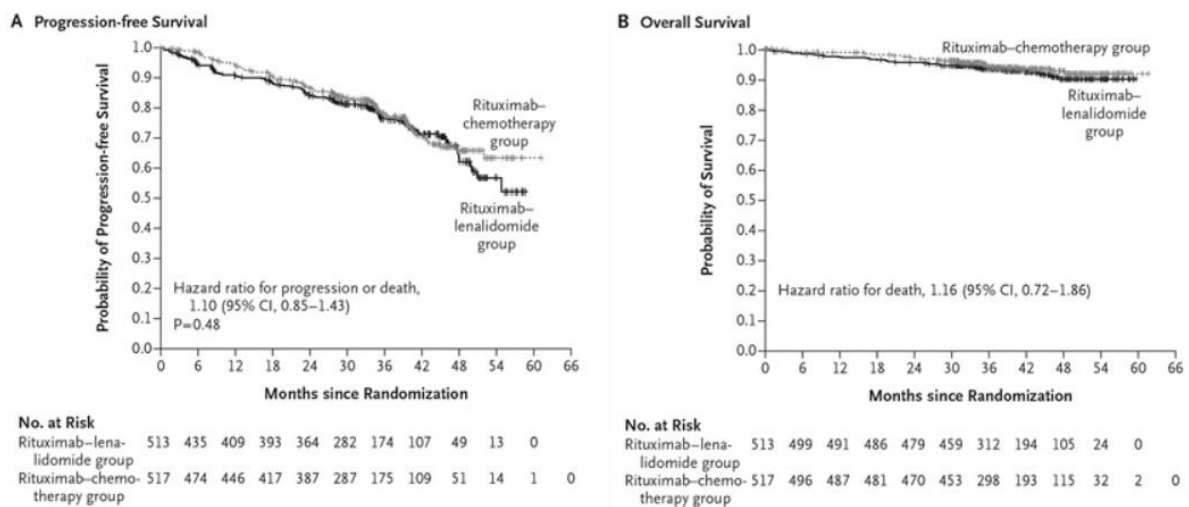 A Progression-free Survival
1.0
0.9
0.8
0.7
0.6
0.5
0.4
0.3
0.2
0.1
0.0
Probability of Progression-free Survival
Rituximab–
chemotherapy
group
Rituximab–
lenalidomide
group
Hazard ratio for progression or death,
1.10 (95% CI, 0.85–1.43)
P=0.48
0 6 12 18 24 30 36 42 48 54 60 66
Months since Randomization
No. at Risk
Rituximab–lena- 513 435 409 393 364 282 174 107 49 13 0
lidomide group
Rituximab–chemo- 517 474 446 417 387 287 175 109 51 14 1 0
therapy group
B Overall Survival
1.0
0.9
0.8
0.7
0.6
0.5
0.4
0.3
0.2
0.1
0.0
Probability of Survival
Rituximab–chemotherapy group
Rituximab–
lenalidomide
group
Hazard ratio for death, 1.16 (95% CI, 0.72–1.86)
0 6 12 18 24 30 36 42 48 54 60 66
Months since Randomization
No. at Risk
Rituximab–lena- 513 499 491 486 479 459 312 194 105 24 0
lidomide group
Rituximab–chemo- 517 496 487 481 470 453 298 193 115 32 2 0
therapy group